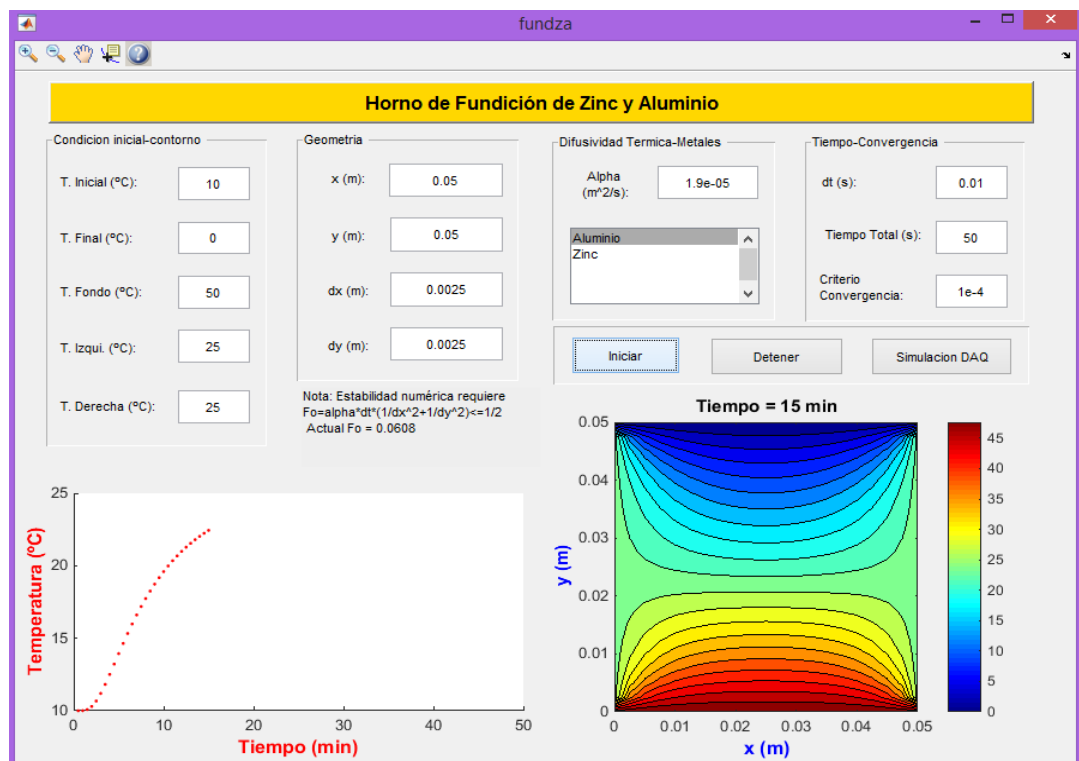 fundza
Horno de Fundición de Zinc y Aluminio
Condicion inicial-contorno
T. Inicial (ºC):
10
T. Final (ºC):
0
T. Fondo (ºC):
50
T. Izqui. (ºC):
25
T. Derecha (ºC):
25
Geometria
x (m):
0.05
y (m):
0.05
dx (m):
0.0025
dy (m):
0.0025
Nota: Estabilidad numérica requiere
Fo=alpha*dt*(1/dx^2+1/dy^2)<=1/2
Actual Fo = 0.0608
Difusividad Termica-Metales
Alpha
(m^2/s):
1.9e-05
Aluminio
Zinc
Tiempo-Convergencia
dt (s):
0.01
Tiempo Total (s):
50
Criterio
Convergencia:
1e-4
Iniciar
Detener
Simulacion DAQ
25
20
15
10
0
10
20
30
40
50
Temperatura (ºC)
Tiempo (min)
Tiempo = 15 min
0.05
0.04
0.03
0.02
0.01
0
0
0.01
0.02
0.03
0.04
0.05
y (m)
x (m)
45
40
35
30
25
20
15
10
5
0